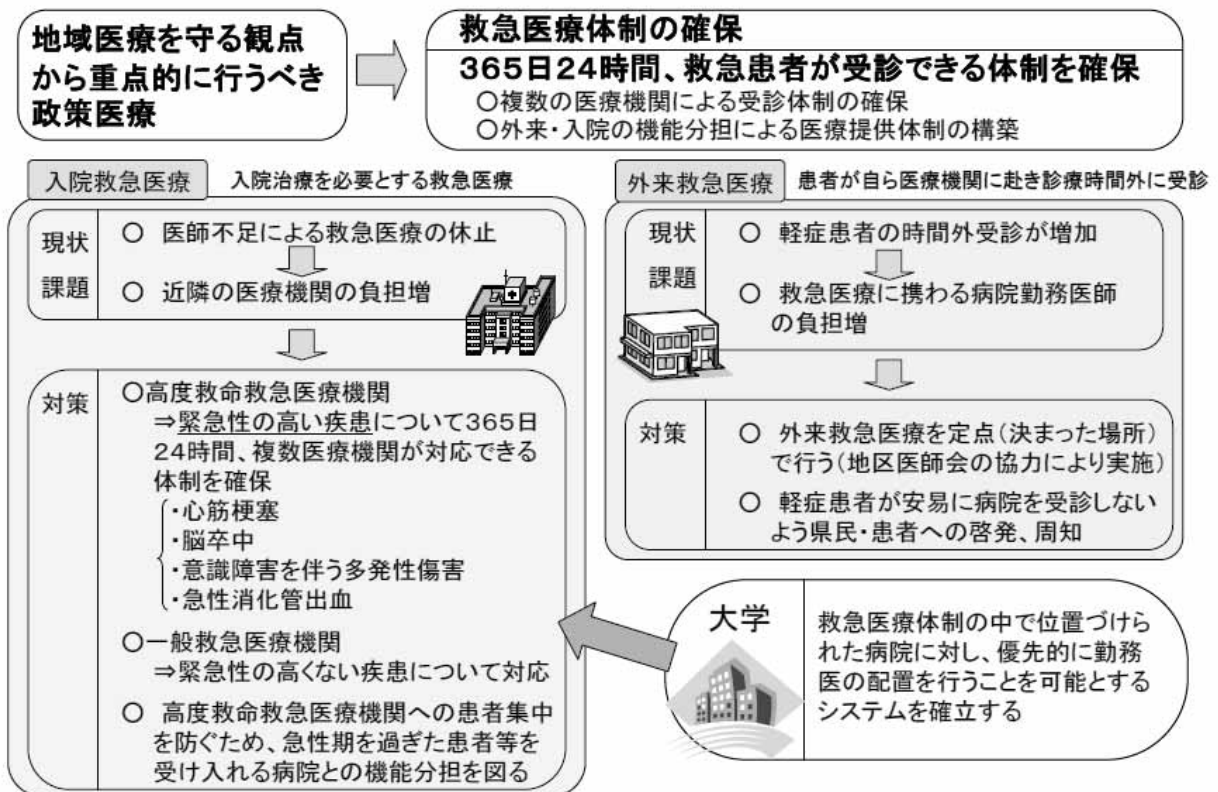 地域医療を守る観点
から重点的に行うべき
政策医療
救急医療体制の確保
365日24時間、救急患者が受診できる体制を確保
○複数の医療機関による受診体制の確保
○外来・入院の機能分担による医療提供体制の構築
入院救急医療
入院治療を必要とする救急医療
現状
課題
○ 医師不足による救急医療の休止
○ 近隣の医療機関の負担増
対策
○高度救命救急医療機関
⇒緊急性の高い疾患について365日
24時間、複数医療機関が対応できる
体制を確保
・心筋梗塞
・脳卒中
・意識障害を伴う多発性傷害
・急性消化管出血
○一般救急医療機関
⇒緊急性の高くない疾患について対応
○ 高度救命救急医療機関への患者集中
を防ぐため、急性期を過ぎた患者等を
受け入れる病院との機能分担を図る
外来救急医療
患者が自ら医療機関に赴き診療時間外に受診
現状
課題
○ 軽症患者の時間外受診が増加
○ 救急医療に携わる病院勤務医師
の負担増
対策
○ 外来救急医療を定点(決まった場所)
で行う(地区医師会の協力により実施)
○ 軽症患者が安易に病院を受診しない
よう県民・患者への啓発、周知
大学
救急医療体制の中で位置づけら
れた病院に対し、優先的に勤務
医の配置を行うことを可能とする
システムを確立する